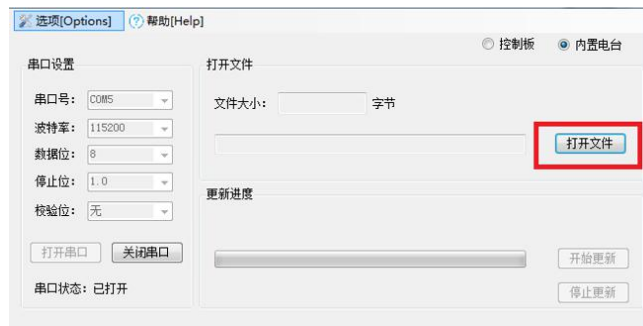 选项[Options] 帮助[Help]
控制板 内置电台
串口设置
串口号: COM5
波特率: 115200
数据位: 8
停止位: 1.0
校验位: 无
打开串口 关闭串口
串口状态: 已打开
打开文件
文件大小: 字节
打开文件
更新进度
开始更新
停止更新